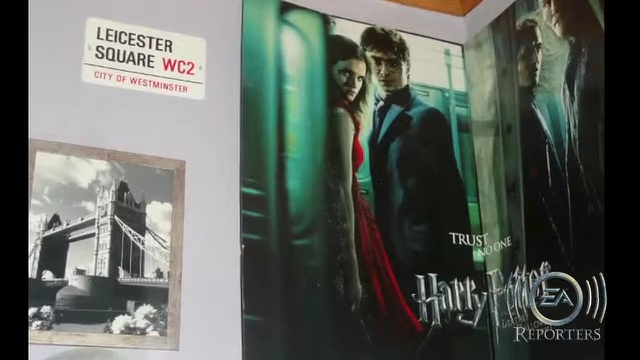 LEICESTER
SQUARE WC2
CITY OF WESTMINSTER
TRUST
NO ONE
Harry Potter
EA
REPORTERS